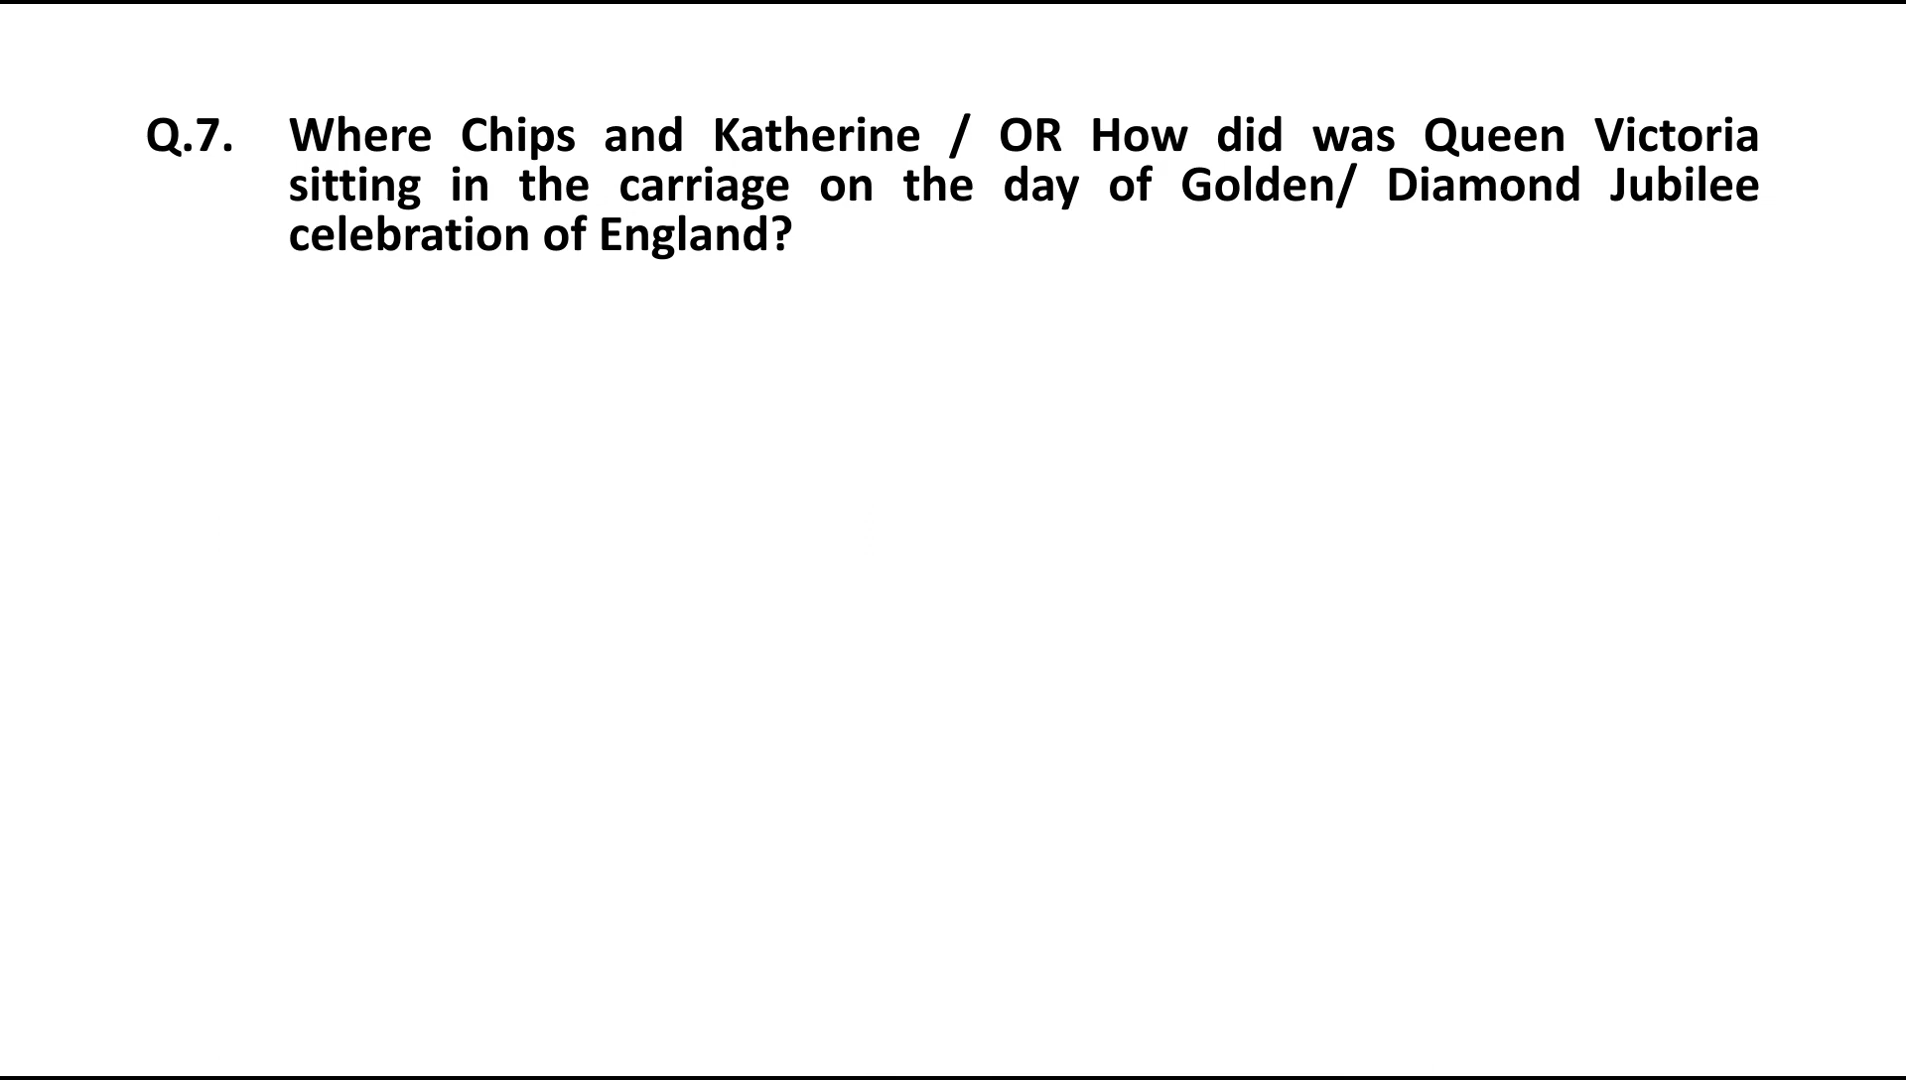 Q.7. Where Chips and Katherine / OR How did was Queen Victoria
sitting in the carriage on the day of Golden/ Diamond Jubilee
celebration of England?